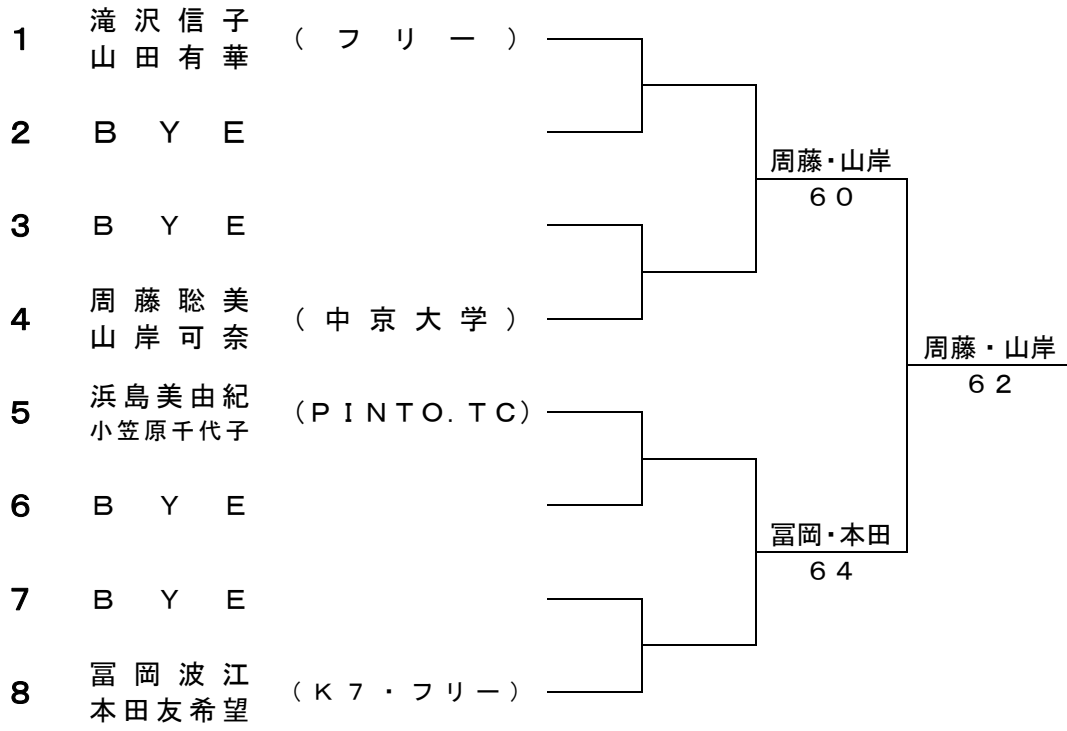 1 滝沢信子 (フリー)
山田有華
2 BYE
3 BYE
4 周藤聡美 (中京大学)
山岸可奈
5 浜島美由紀 (PINTO.TC)
小笠原千代子
6 BYE
7 BYE
8 冨岡波江 (K7・フリー)
本田友希望
周藤・山岸
60
冨岡・本田
64
周藤・山岸
62